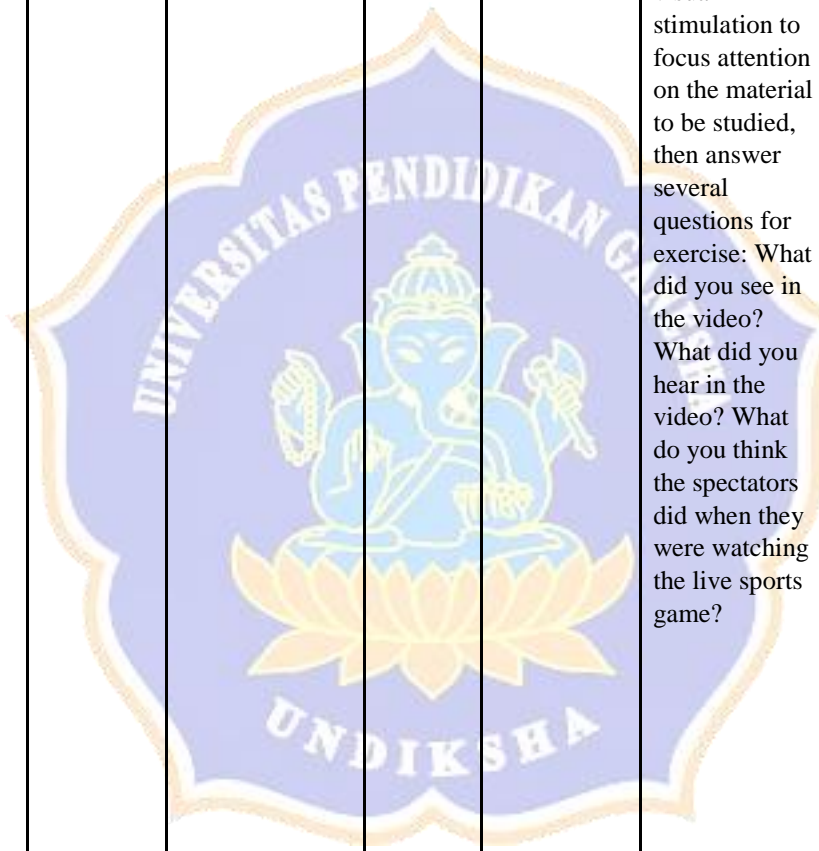 stimulation to
focus attention
on the material
to be studied,
then answer
several
questions for
exercise: What
did you see in
the video?
What did you
hear in the
video? What
do you think
the spectators
did when they
were watching
the live sports
game?
UNIVERSITAS PENDIDIKAN GANESHA
UNDIKSHA